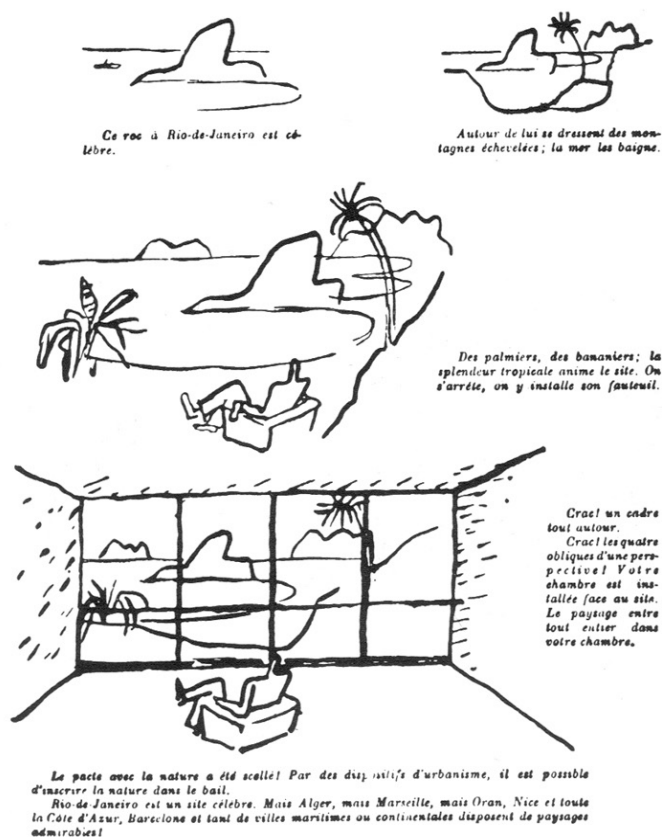 Ce roc à Rio-de-Janeiro est cé-
lèbre.
Autour de lui se dressent des mon-
tagnes échevelées ; la mer les baigne.
Des palmiers, des bananiers ; la
splendeur tropicale anime le site. On
s'arrête, on y installe son fauteuil.
Crac! un cadre
tout autour.
Crac! les quatre
obliques d'une pers-
pective! Votre
chambre est ins-
tallée face au site.
Le paysage entre
tout entier dans
votre chambre.
Le pacte avec la nature a été scellé! Par des dispositifs d'urbanisme, il est possible
d'inscrire la nature dans le bail.
Rio-de-Janeiro est un site célèbre. Mais Alger, mais Marseille, mais Oran, Nice et toute
la Côte d'Azur, Barcelone et tant de villes maritimes ou continentales disposent de paysages
admirables!